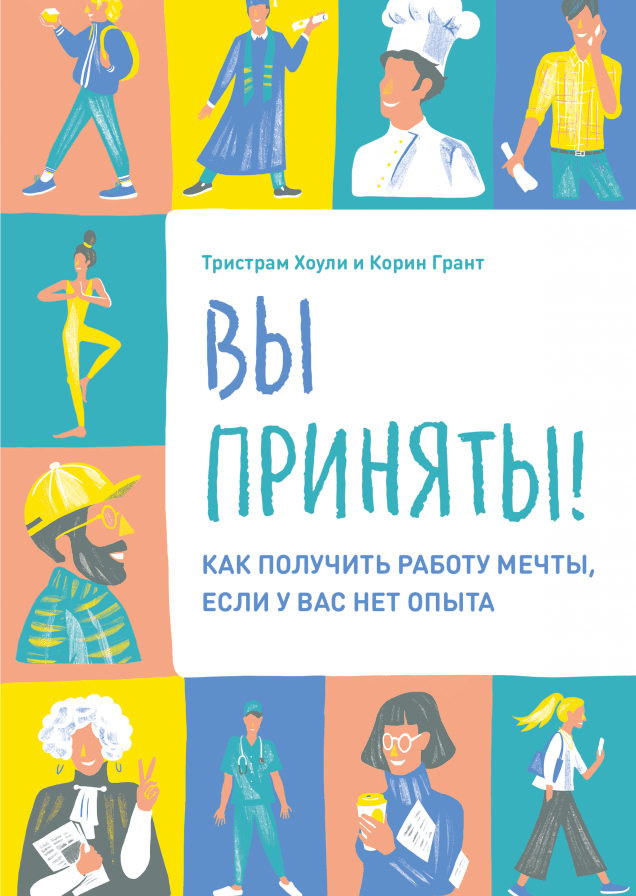 Тристрам Хоули и Корин Грант
ВЫ
ПРИНЯТЫ!
КАК ПОЛУЧИТЬ РАБОТУ МЕЧТЫ,
ЕСЛИ У ВАС НЕТ ОПЫТА